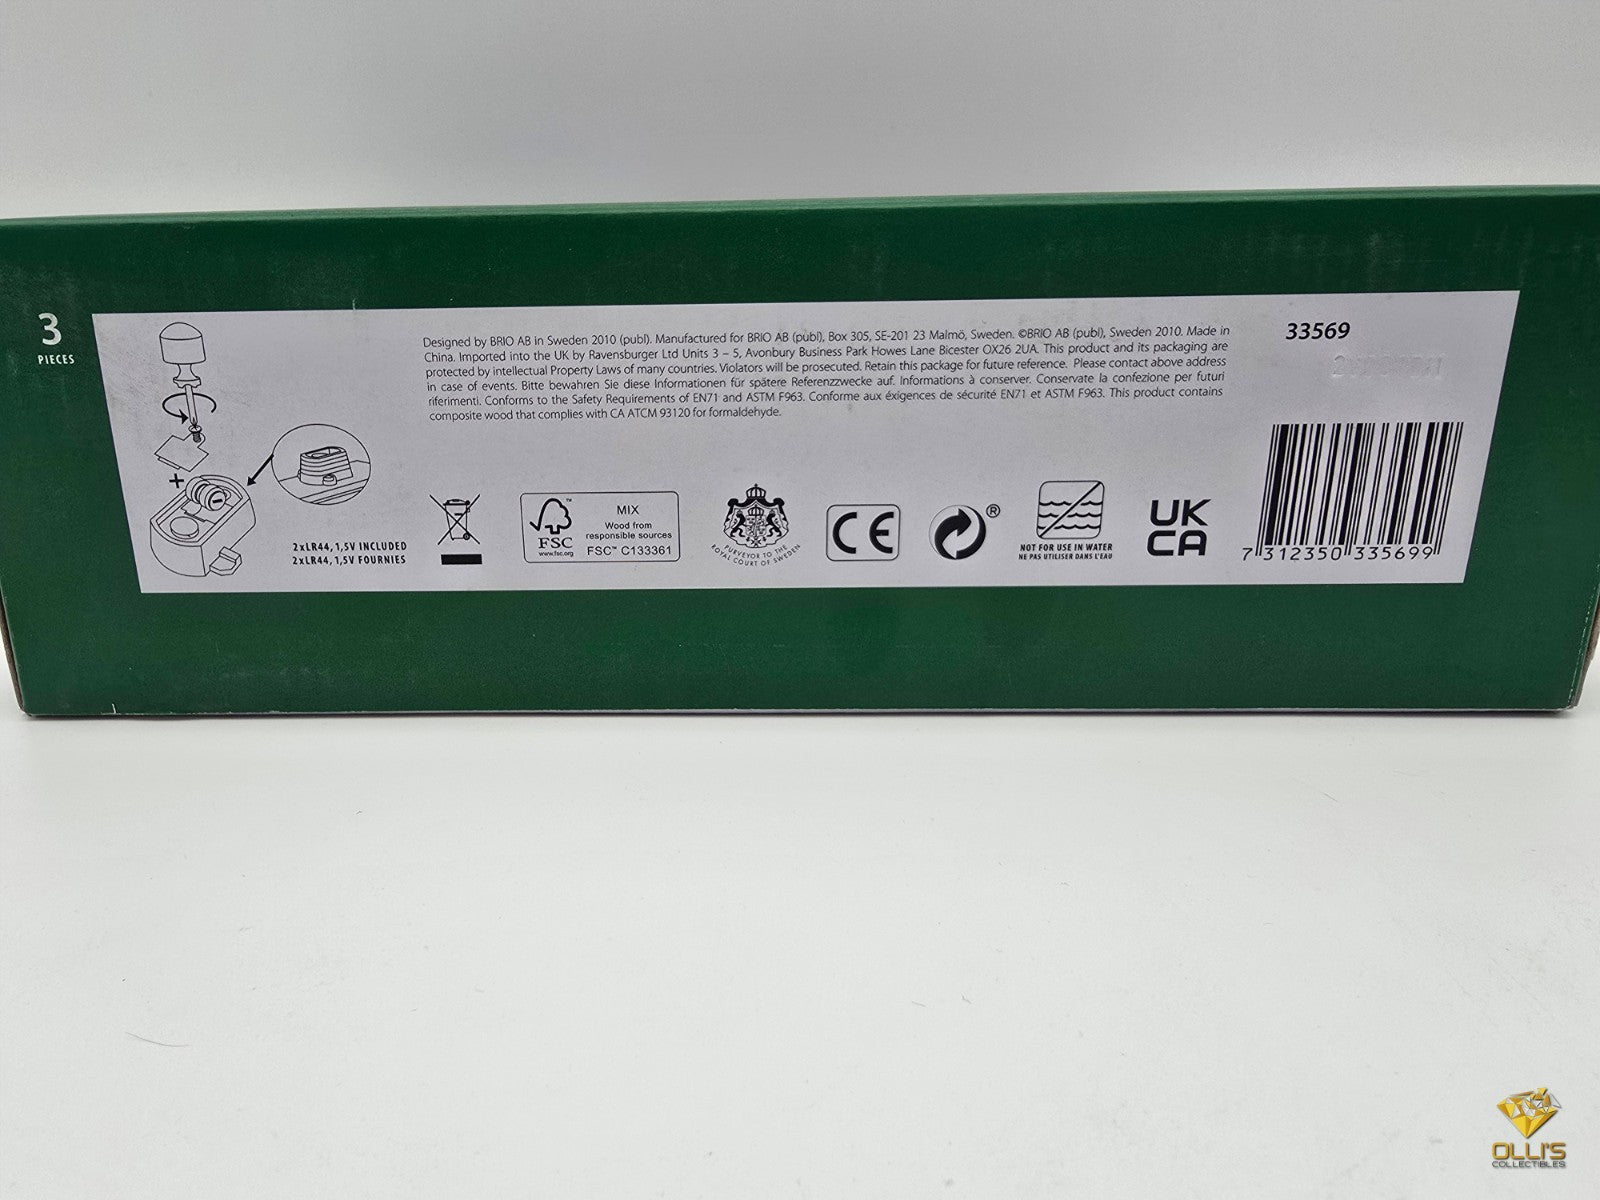 3
PIECES
Designed by BRIO AB in Sweden 2010 (publ). Manufactured for BRIO AB (publ), Box 305, SE-201 23 Malmö, Sweden. ©BRIO AB (publ), Sweden 2010. Made in
China. Imported into the UK by Ravensburger Ltd Units 3 – 5, Avonbury Business Park Howes Lane Bicester OX26 2UA. This product and its packaging are
protected by intellectual Property Laws of many countries. Violators will be prosecuted. Retain this package for future reference. Please contact above address
in case of events. Bitte bewahren Sie diese Informationen für spätere Referenzzwecke auf. Informations à conserver. Conservate la confezione per futuri
riferimenti. Conforms to the Safety Requirements of EN71 and ASTM F963. Conforme aux éxigences de sécurité EN71 et ASTM F963. This product contains
composite wood that complies with CA ATCM 93120 for formaldehyde.
33569
+
2xLR44, 1,5V INCLUDED
2xLR44, 1,5V FOURNIES
FSC
www.fsc.org
™
MIX
Wood from
responsible sources
FSC™ C133361
PURVEYOR TO THE
ROYAL COURT OF SWEDEN
CE
®
NOT FOR USE IN WATER
NE PAS UTILISER DANS L'EAU
UK
CA
7 312350 335699
OLLI'S
COLLECTIBLES